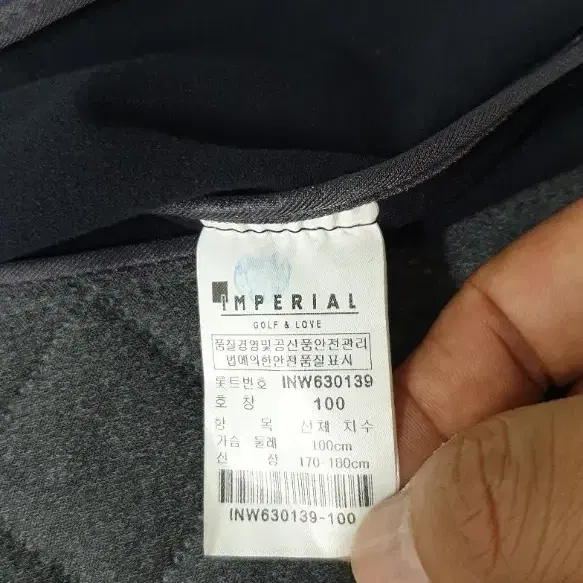 IMPERIAL
GOLF & LOVE
품질경영및공산품안전관리
법에의한안전품질표시
롯트번호 INW630139
호 칭 100
항 목 신체 치수
가슴 둘레 100cm
신 장 170-180cm
INW630139-100